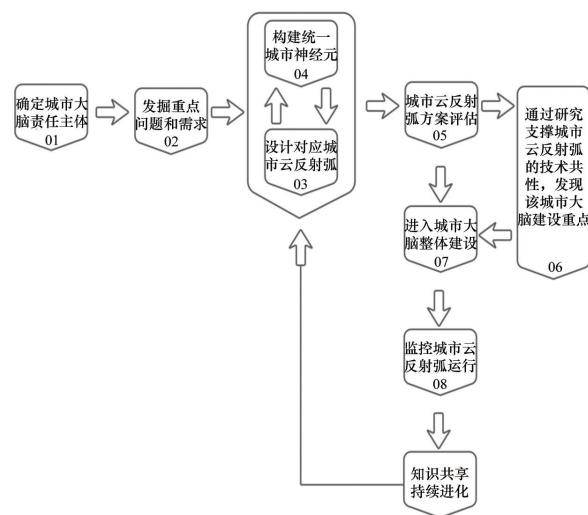 确定城市大
脑责任主体
01
发掘重点
问题和需求
02
构建统一
城市神经元
04
设计对应城
市云反射弧
03
城市云反射
弧方案评估
05
通过研究
支撑城市
云反射弧
的技术共
性，发现
该城市大
脑建设重点
06
进入城市大
脑整体建设
07
监控城市云
反射弧运行
08
知识共享
持续进化